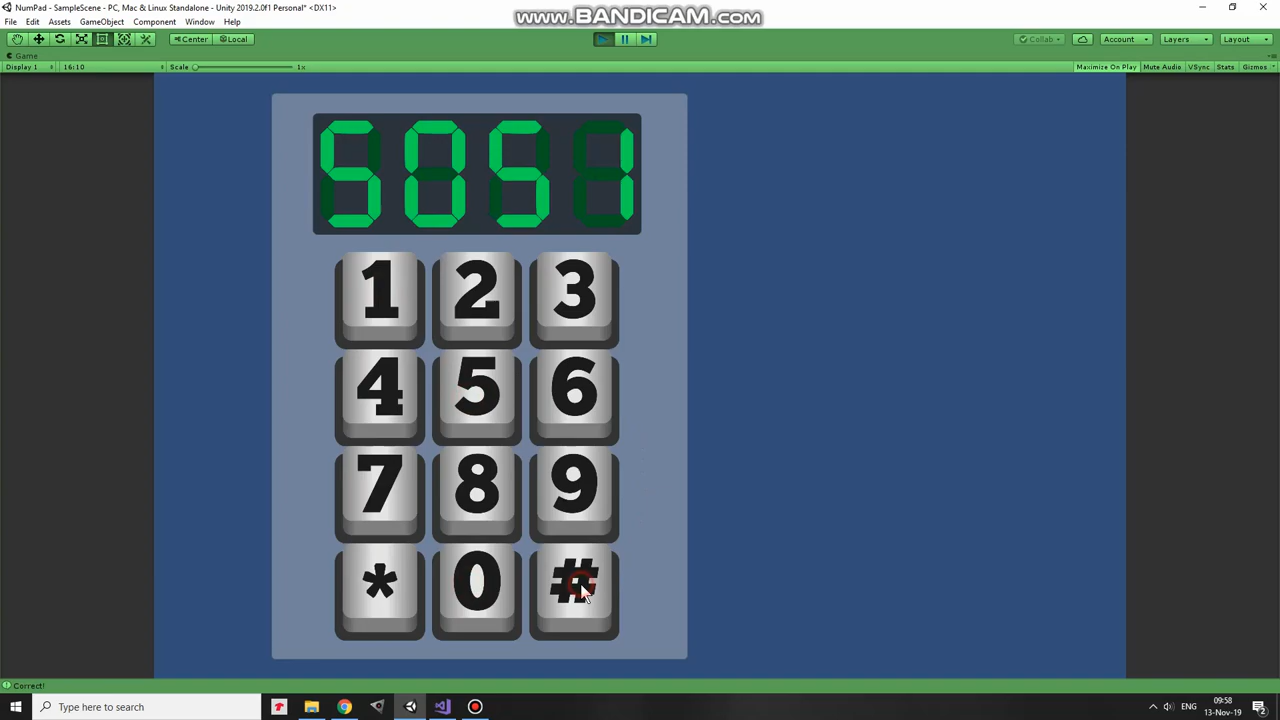 NumPad - SampleScene - PC, Mac & Linux Standalone - Unity 2019.2.0f1 Personal* <DX11>
www.BANDICAM.com
File Edit Assets GameObject Component Window Help
Center Local Collab Account Layers Layout
Game
Display 1 16:10 Scale 1x Maximize On Play Mute Audio VSync Stats Gizmos
5051
1 2 3
4 5 6
7 8 9
* 0 #
Correct!
Type here to search
ENG
09:58
13-Nov-19
2